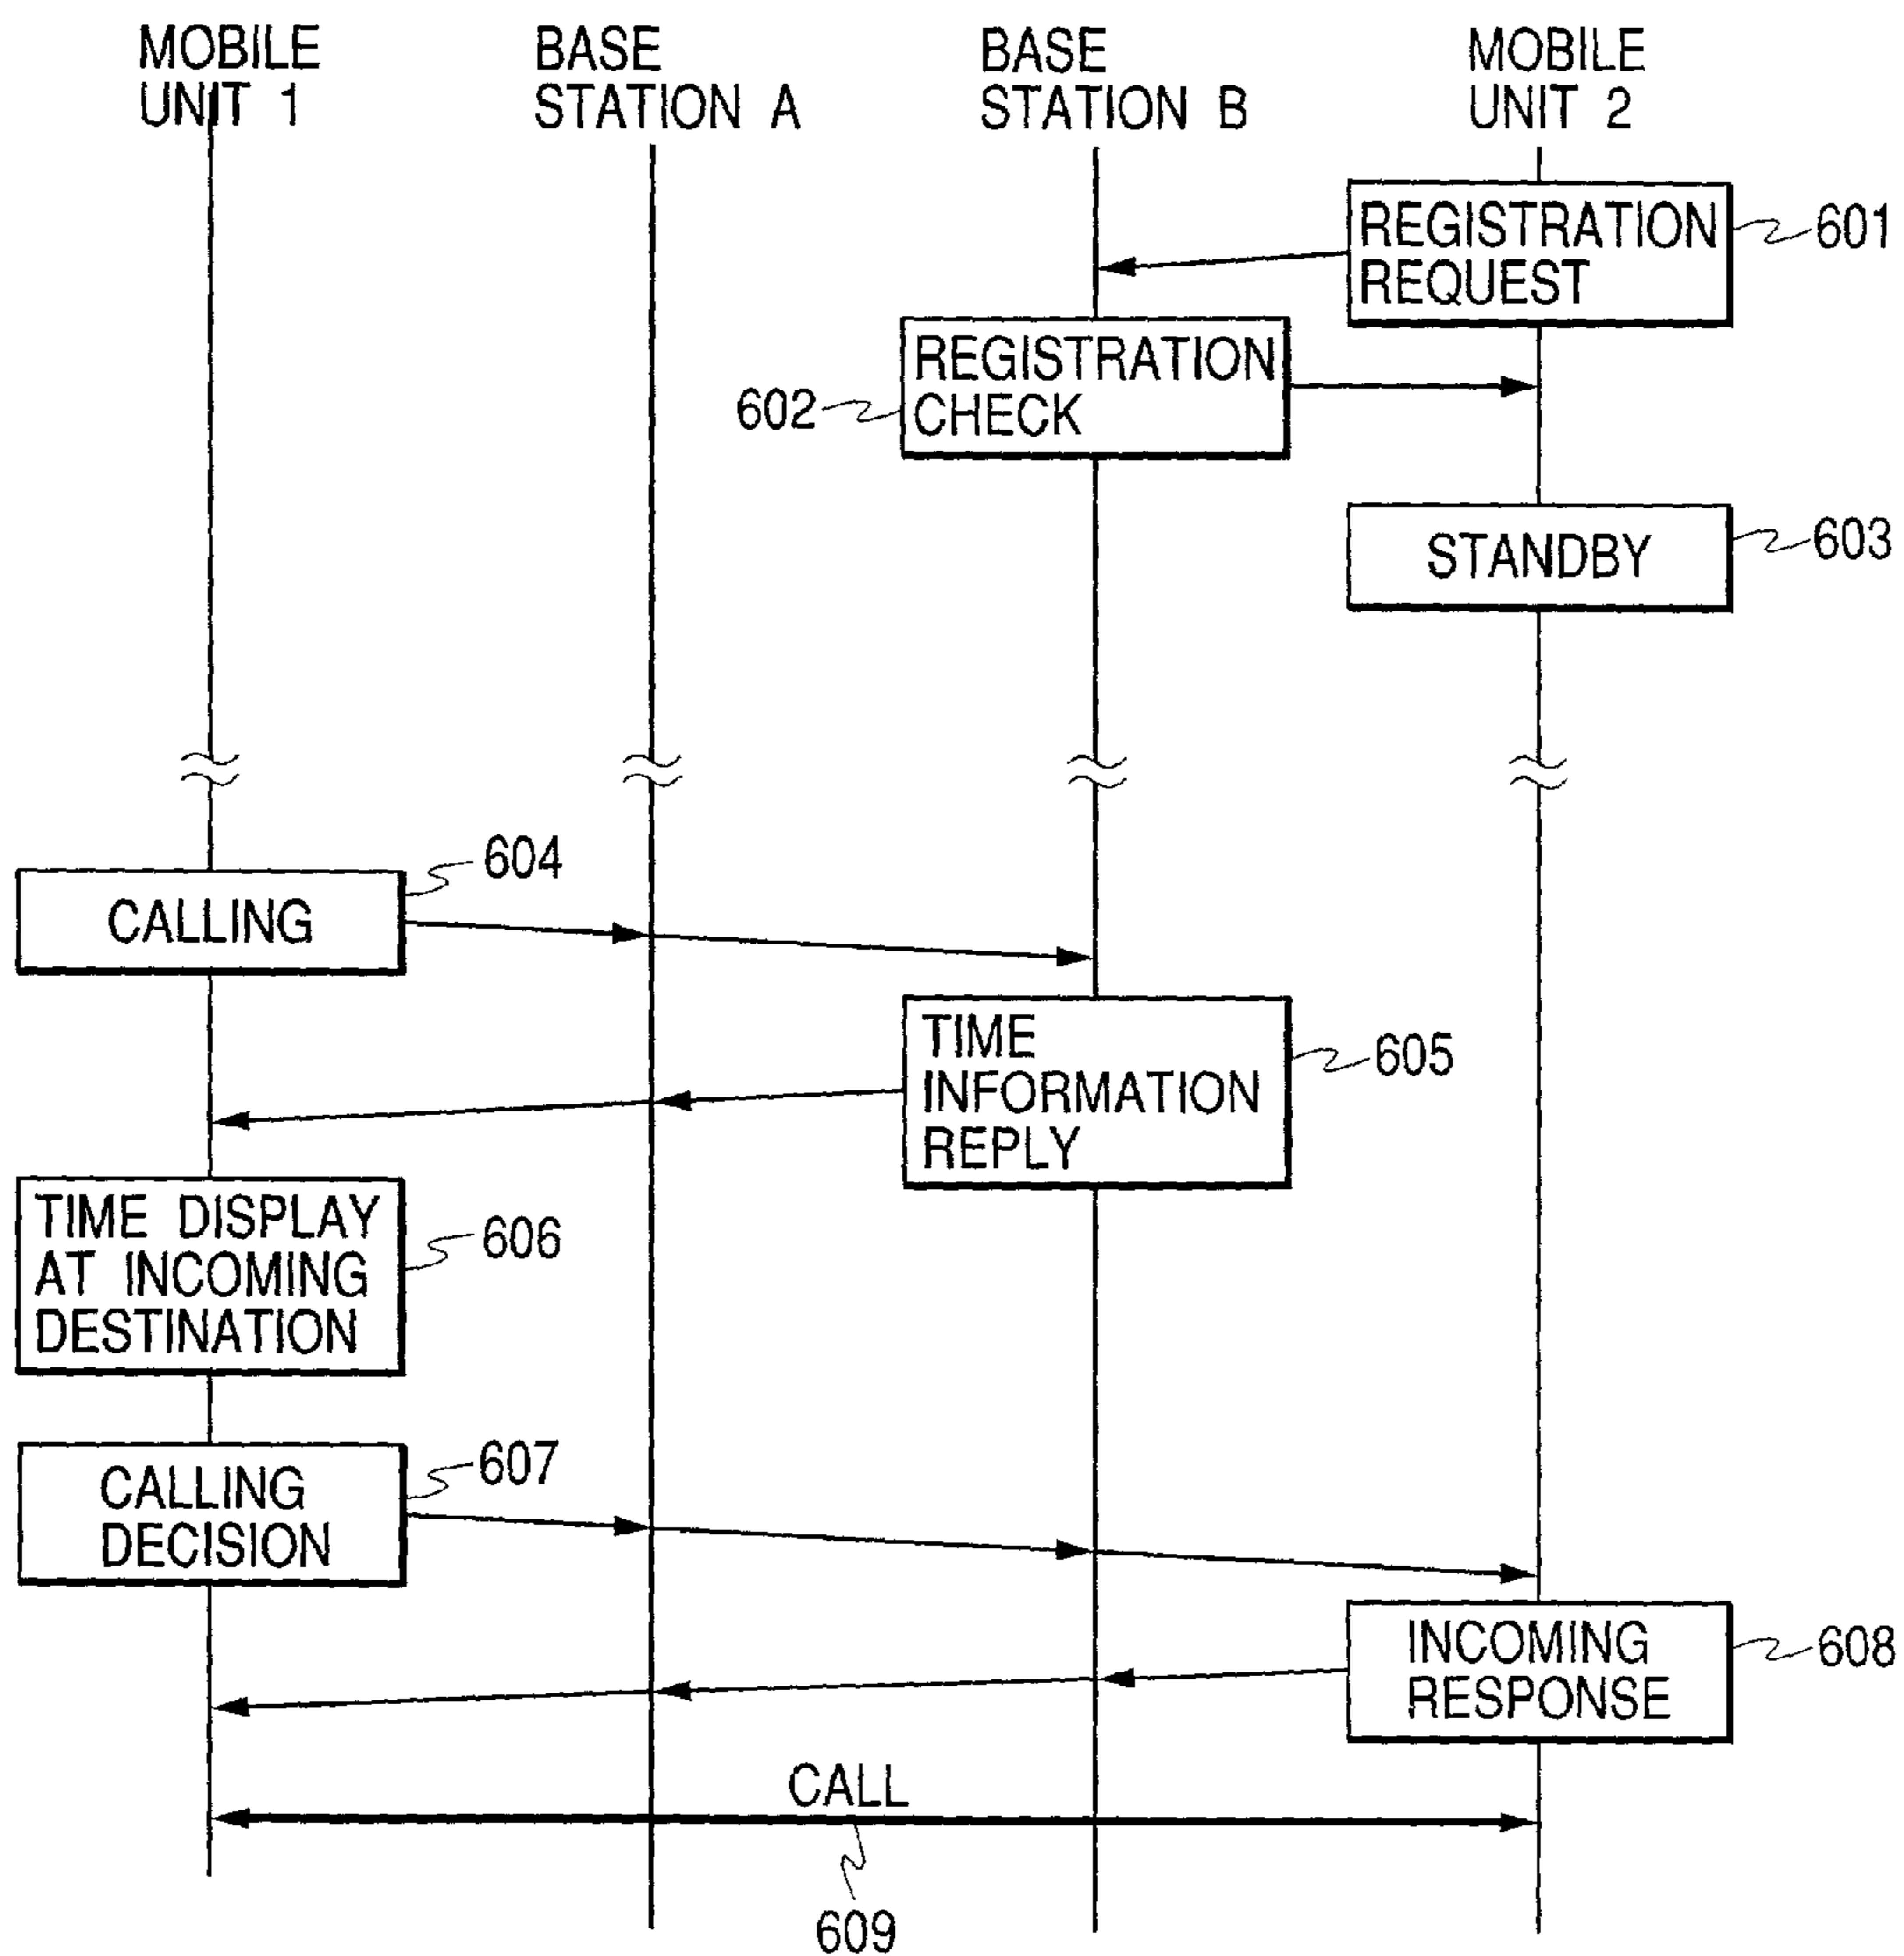 MOBILE
UNIT 1
BASE
STATION A
BASE
STATION B
MOBILE
UNIT 2
REGISTRATION
REQUEST
601
REGISTRATION
CHECK
602
STANDBY
603
CALLING
604
TIME
INFORMATION
REPLY
605
TIME DISPLAY
AT INCOMING
DESTINATION
606
CALLING
DECISION
607
INCOMING
RESPONSE
608
CALL
609